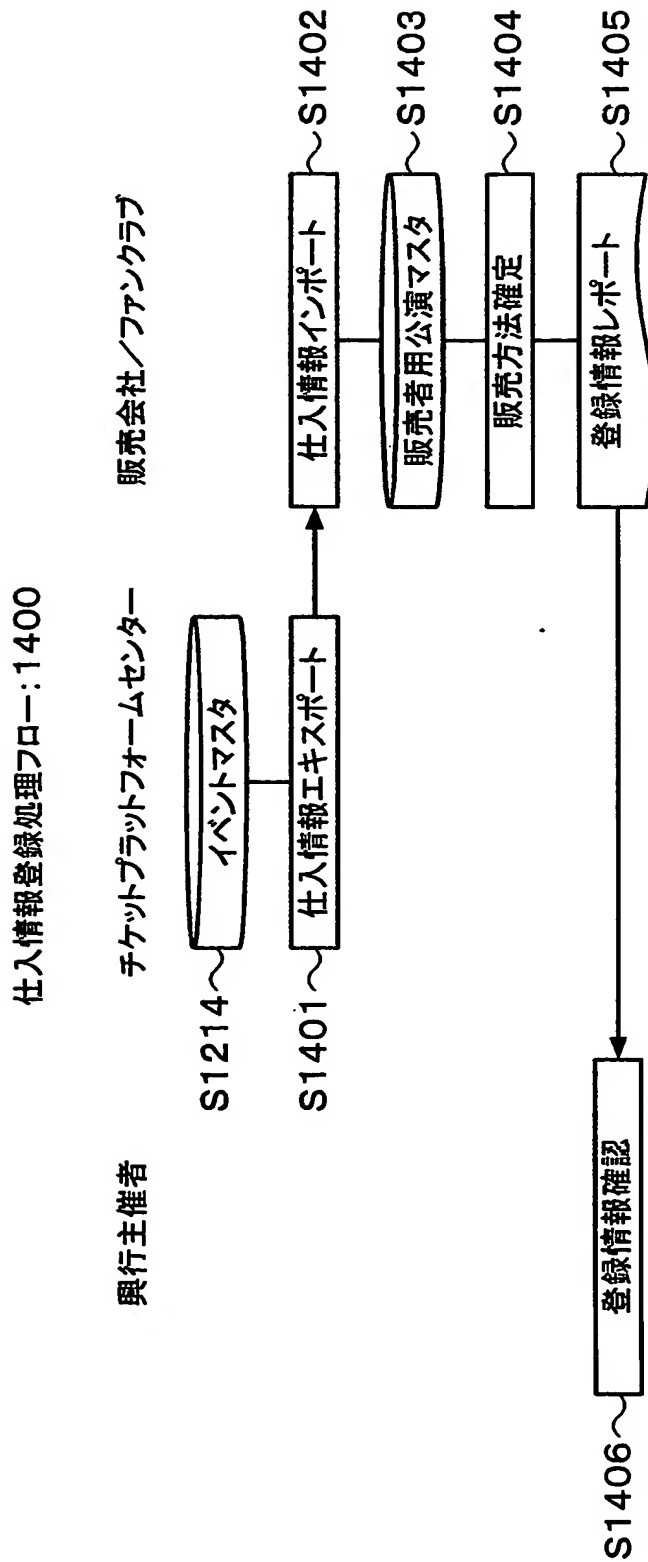 仕入情報登録処理フロー:1400
興行主催者
チケットプラットフォームセンター
販売会社/ファンクラブ
S1214
イベントマスタ
S1401
仕入情報エキスポート
仕入情報インポート
S1402
販売者用公演マスタ
S1403
販売方法確定
S1404
登録情報レポート
S1405
S1406
登録情報確認